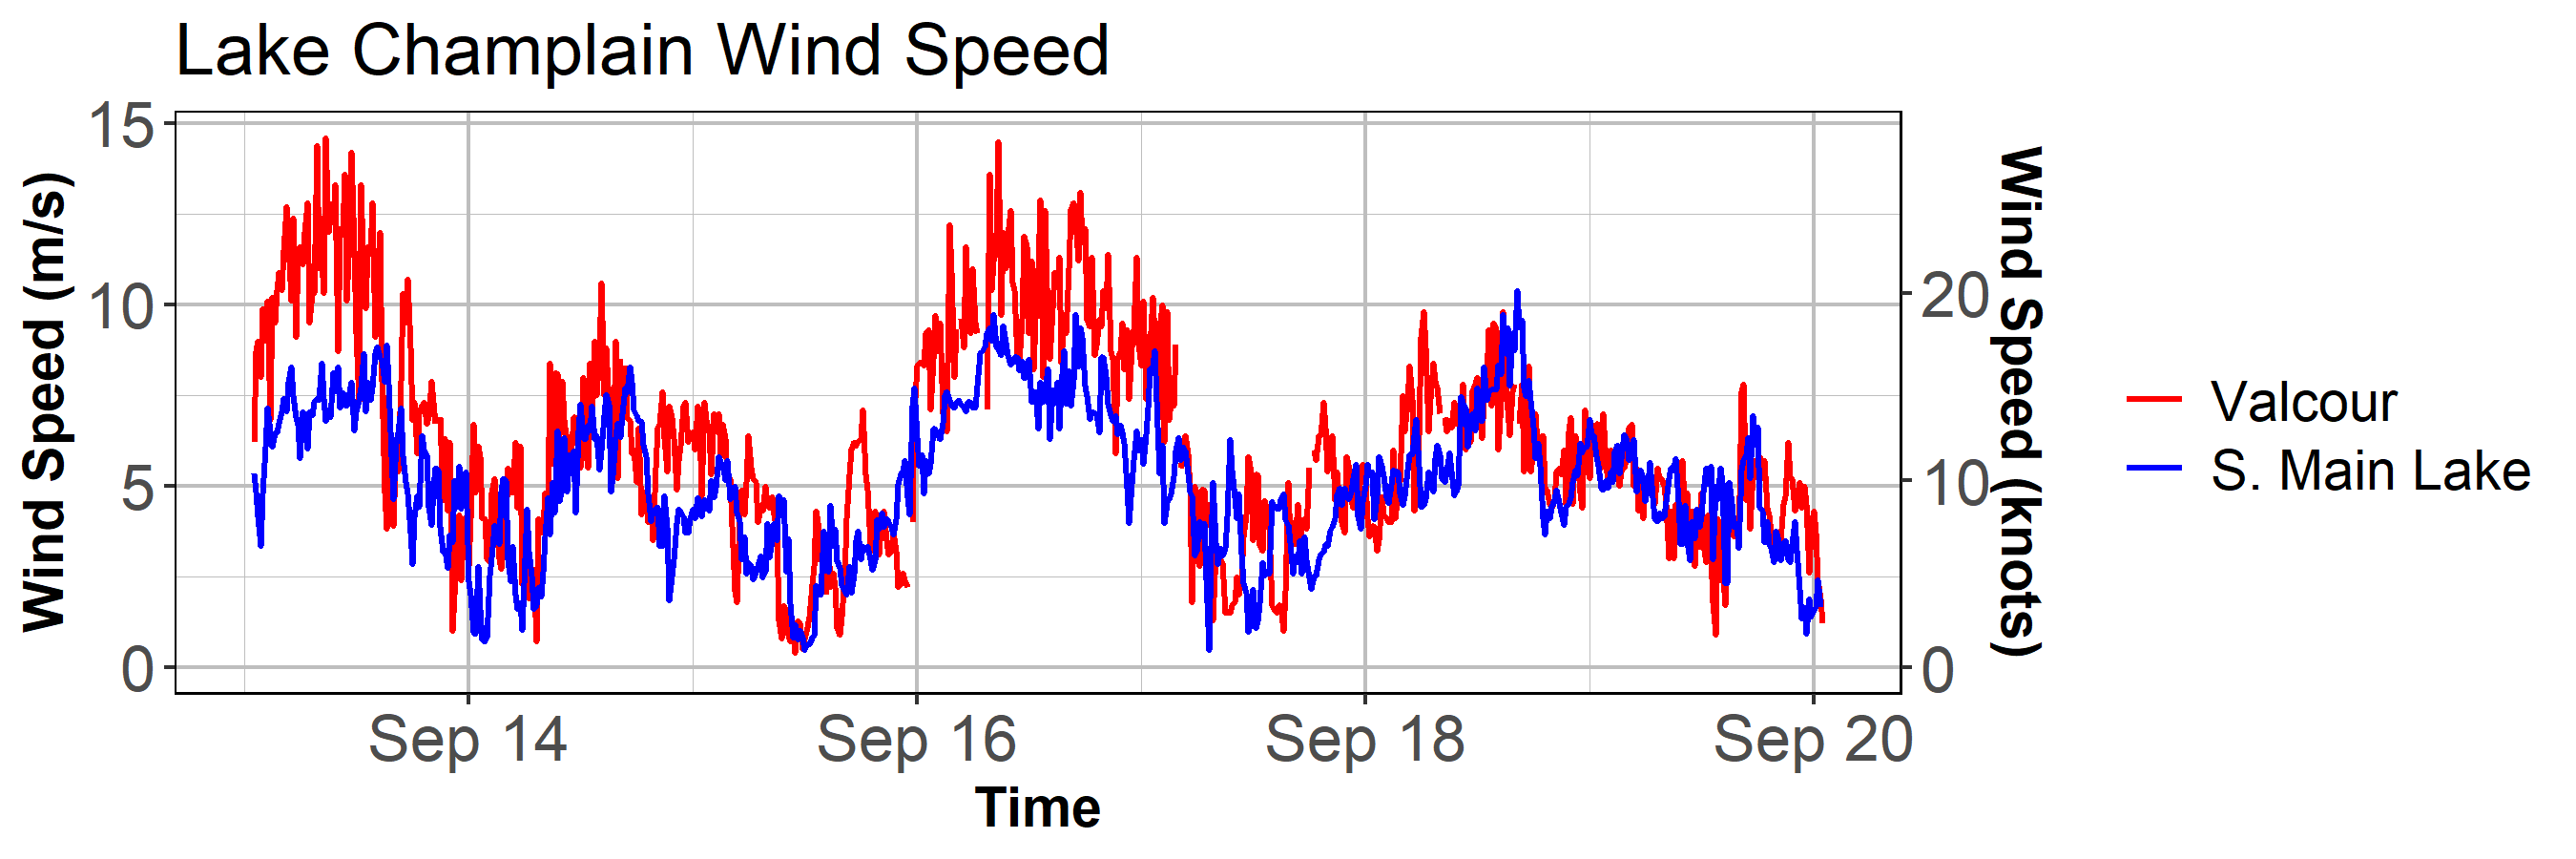 Lake Champlain Wind Speed
Wind Speed (m/s)
15
10
5
0
Sep 14
Sep 16
Sep 18
Sep 20
Time
20
10
0
Wind Speed (knots)
Valcour
S. Main Lake